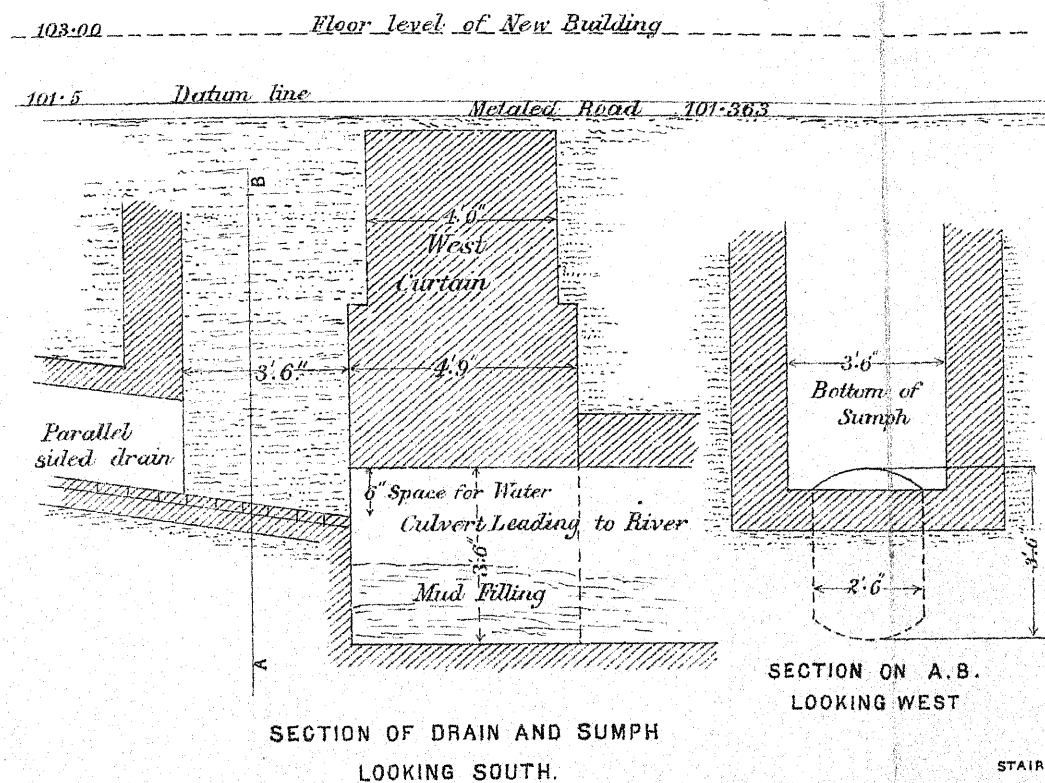 103·00 Floor level of New Building
101·5 Datum line
Metaled Road 101·363
B
4'.0"
West
Curtain
3'.6"
4'.9"
3'.6"
Bottom of
Sumph
Parallel
sided drain
6" Space for Water
Culvert Leading to River
3'.6"
Mud Filling
2'.6"
3'.6"
A
SECTION ON A.B.
LOOKING WEST
SECTION OF DRAIN AND SUMPH
LOOKING SOUTH.
STAIR